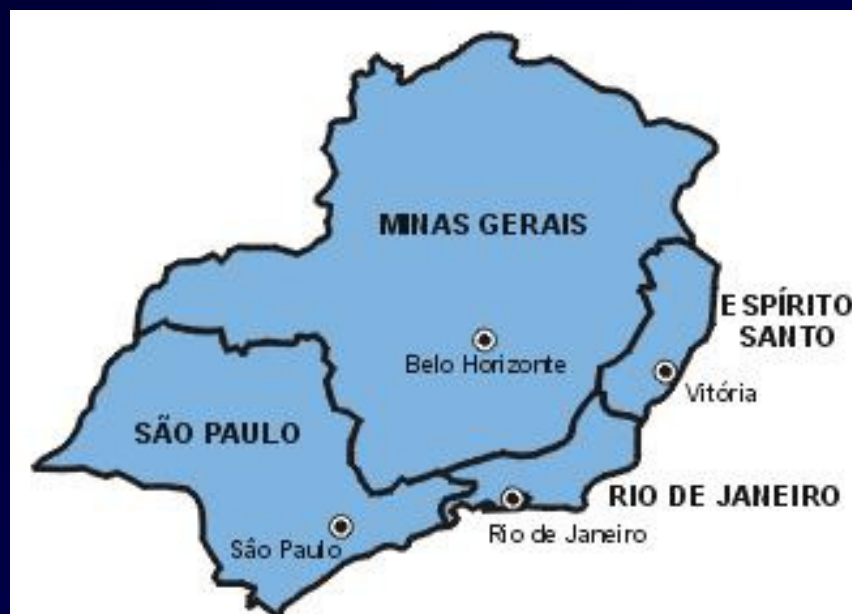 MINAS GERAIS
ESPÍRITO
SANTO
Belo Horizonte
Vitória
SÃO PAULO
RIO DE JANEIRO
São Paulo
Rio de Janeiro